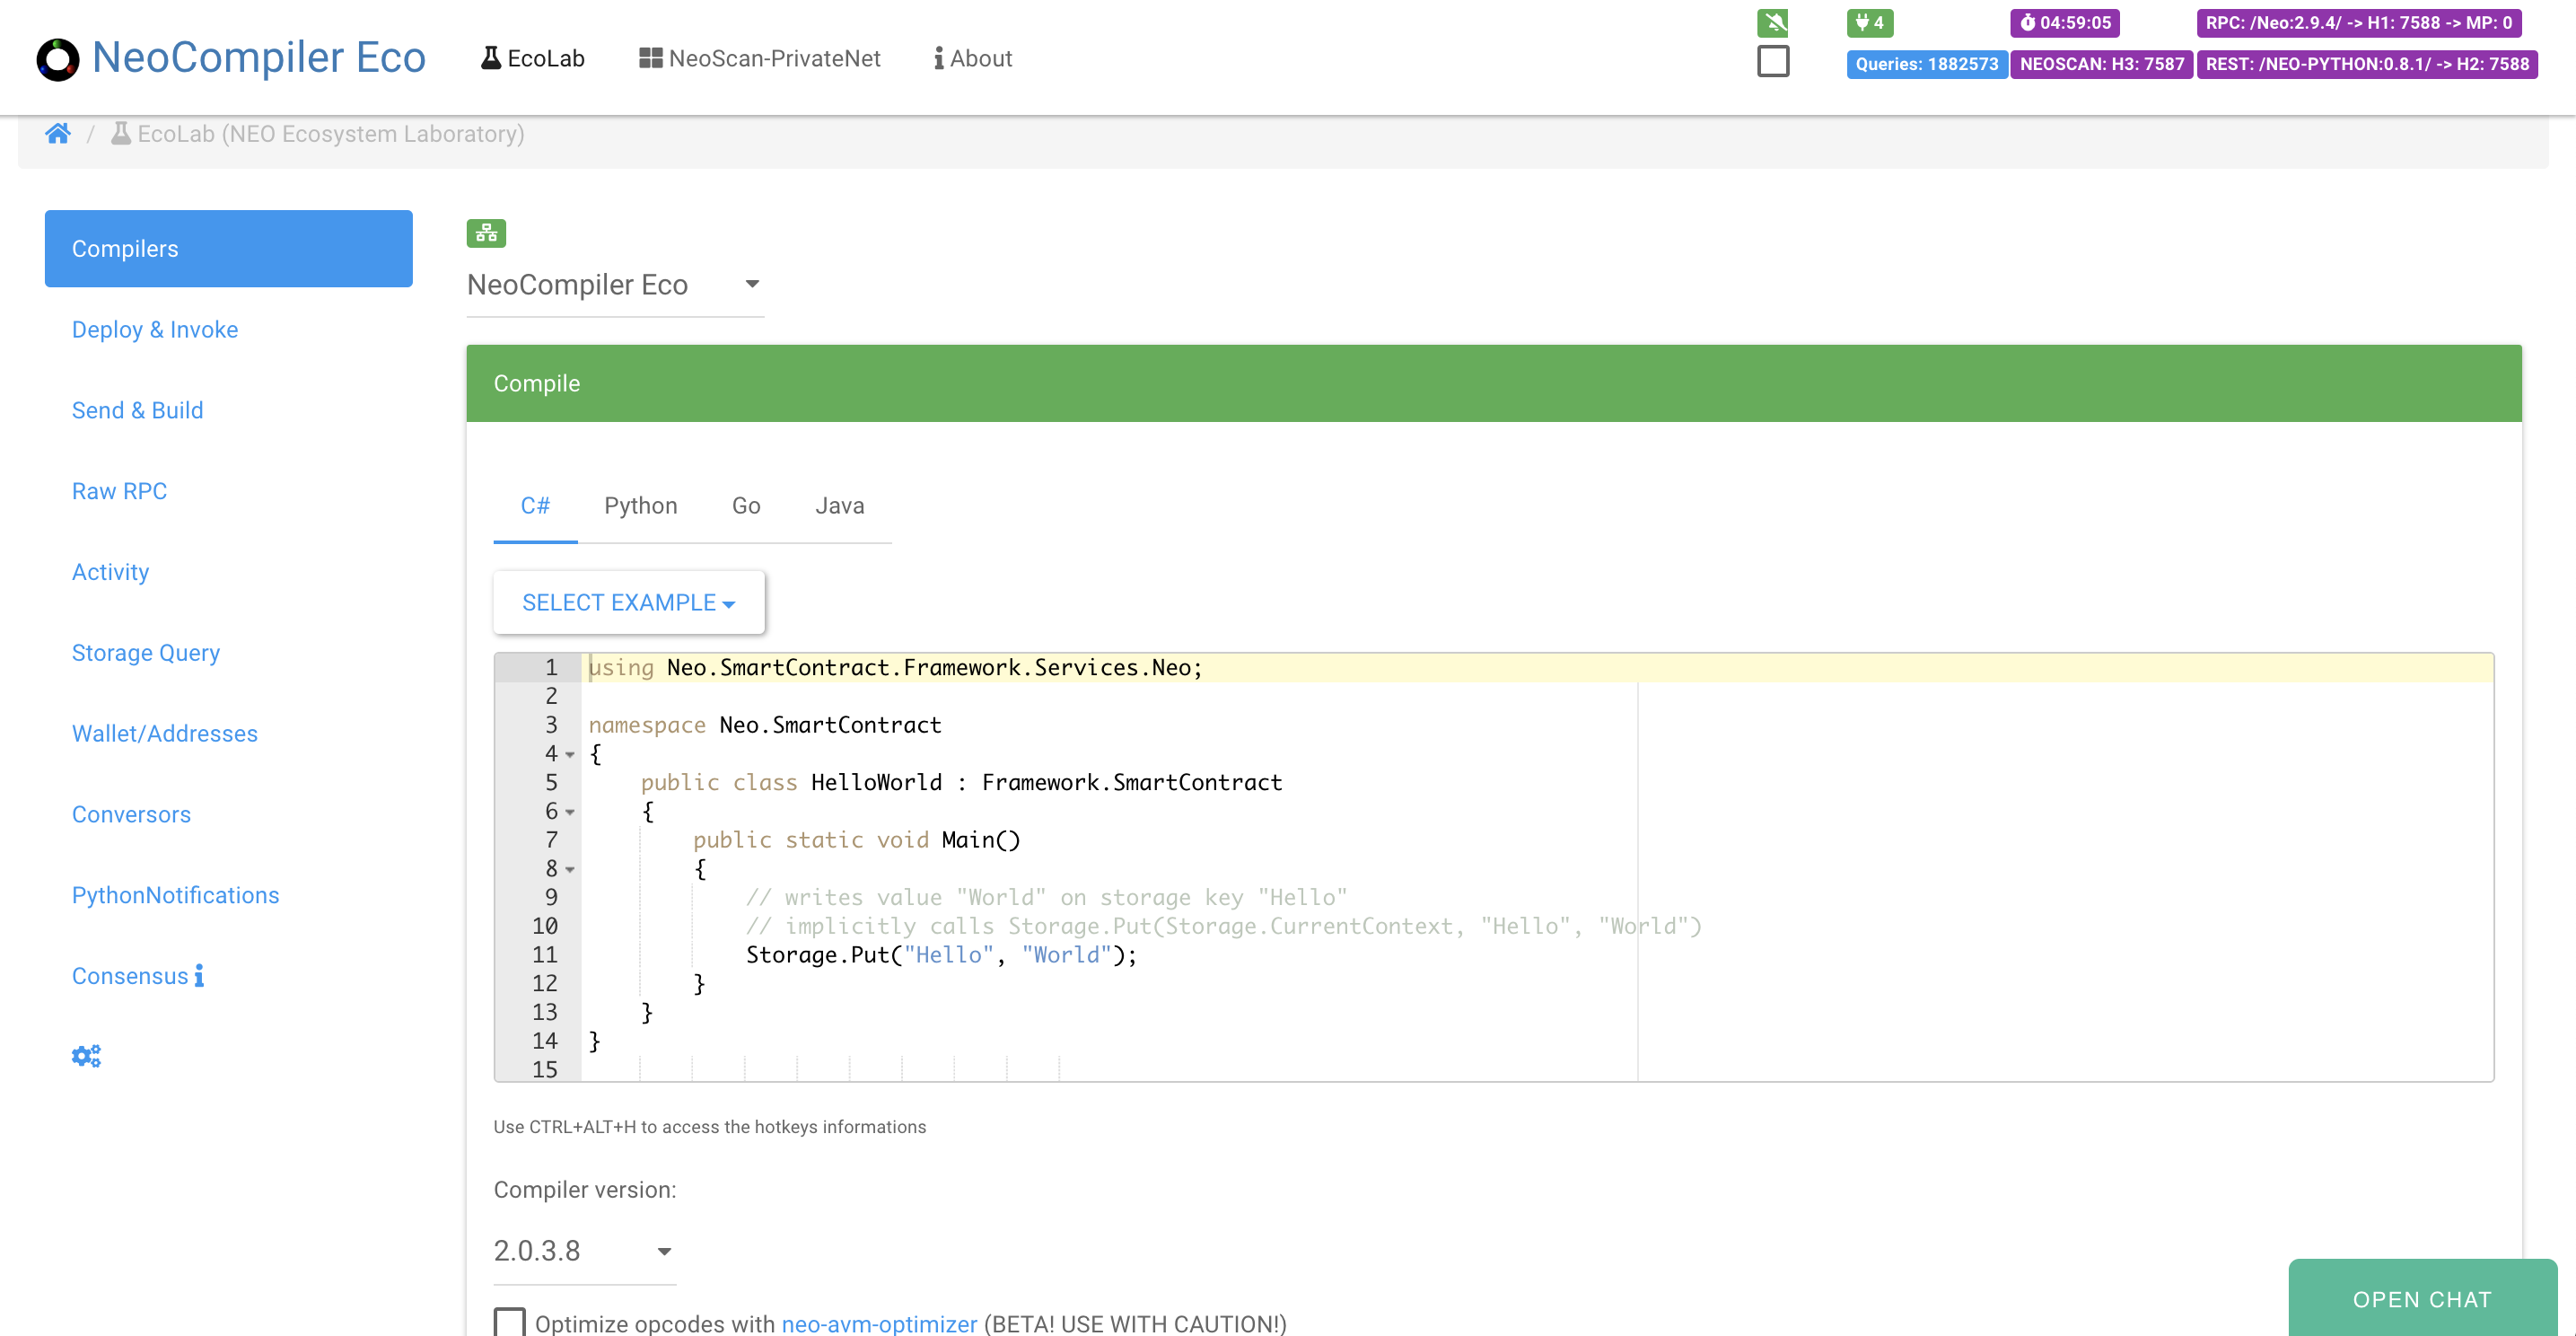 NeoCompiler Eco
EcoLab
NeoScan-PrivateNet
About
4
04:59:05
RPC: /Neo:2.9.4/ -> H1: 7588 -> MP: 0
Queries: 1882573
NEOSCAN: H3: 7587
REST: /NEO-PYTHON:0.8.1/ -> H2: 7588
/ EcoLab (NEO Ecosystem Laboratory)
Compilers
Deploy & Invoke
Send & Build
Raw RPC
Activity
Storage Query
Wallet/Addresses
Conversors
PythonNotifications
Consensus
NeoCompiler Eco
Compile
C# Python Go Java
SELECT EXAMPLE
1 using Neo.SmartContract.Framework.Services.Neo;
2
3 namespace Neo.SmartContract
4 {
5 public class HelloWorld : Framework.SmartContract
6 {
7 public static void Main()
8 {
9 // writes value "World" on storage key "Hello"
10 // implicitly calls Storage.Put(Storage.CurrentContext, "Hello", "World")
11 Storage.Put("Hello", "World");
12 }
13 }
14 }
15
Use CTRL+ALT+H to access the hotkeys informations
Compiler version:
2.0.3.8
Optimize opcodes with neo-avm-optimizer (BETA! USE WITH CAUTION!)
OPEN CHAT